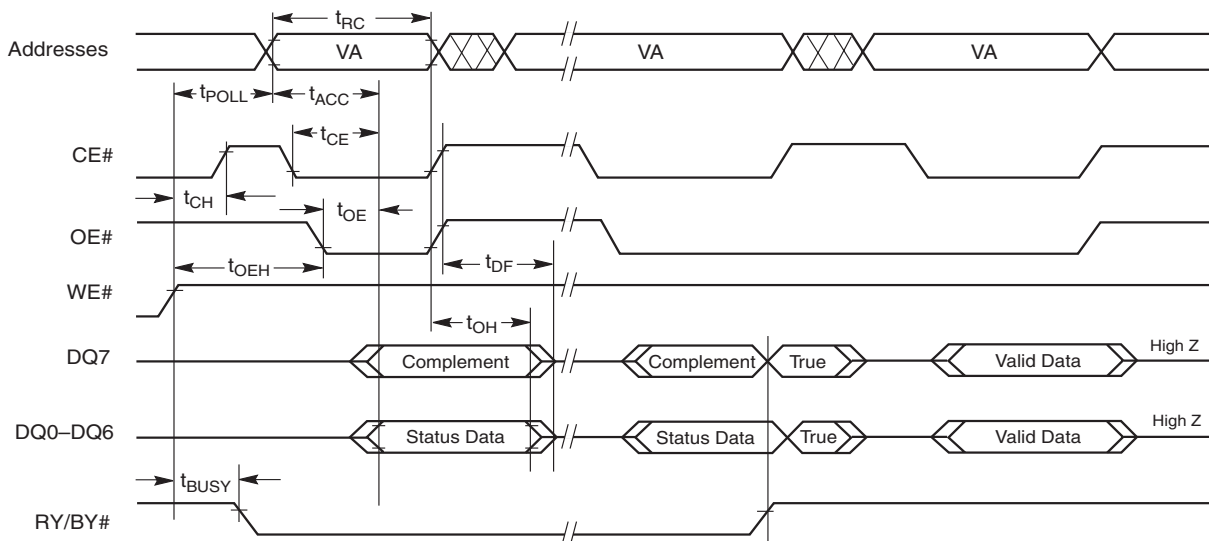 tRC
Addresses
VA
VA
VA
tPOLL
tACC
tCE
CE#
tCH
tOE
OE#
tOEH
tDF
WE#
tOH
DQ7
Complement
Complement
True
Valid Data
High Z
DQ0–DQ6
Status Data
Status Data
True
Valid Data
High Z
tBUSY
RY/BY#